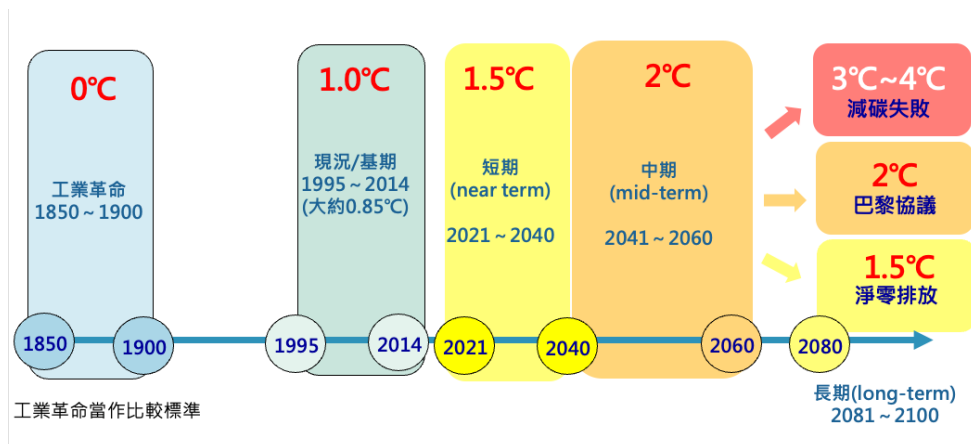 0℃
工業革命
1850～1900
1.0℃
現況/基期
1995～2014
(大約0.85℃)
1.5℃
短期
(near term)
2021～2040
2℃
中期
(mid-term)
2041～2060
3℃~4℃
減碳失敗
2℃
巴黎協議
1.5℃
淨零排放
1850
1900
1995
2014
2021
2040
2060
2080
工業革命當作比較標準
長期(long-term)
2081～2100